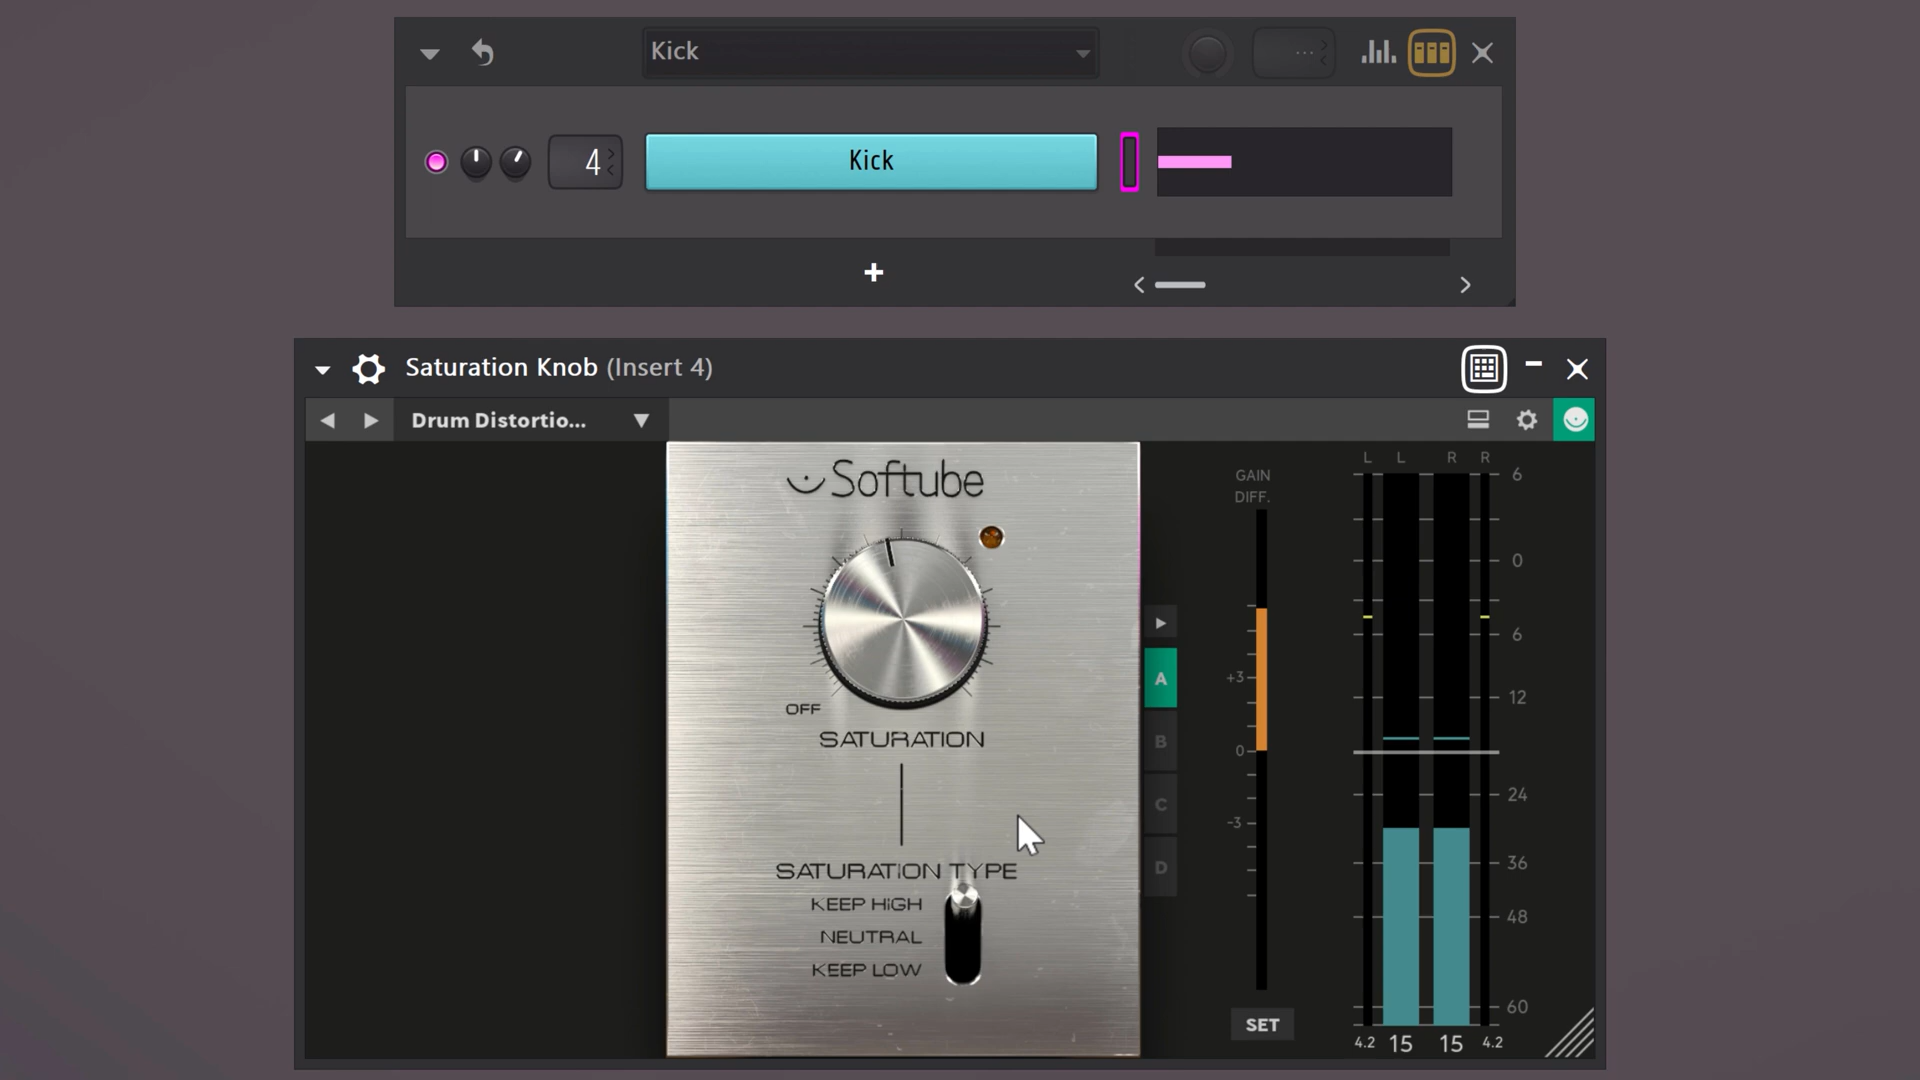 Kick
...
4
Kick
+
Saturation Knob (Insert 4)
Drum Distortio...
Softube
OFF
SATURATION
SATURATION TYPE
KEEP HIGH
NEUTRAL
KEEP LOW
A
B
C
D
GAIN
DIFF.
+3
0
-3
SET
L L R R
6
0
6
12
24
36
48
60
4.2 15 15 4.2